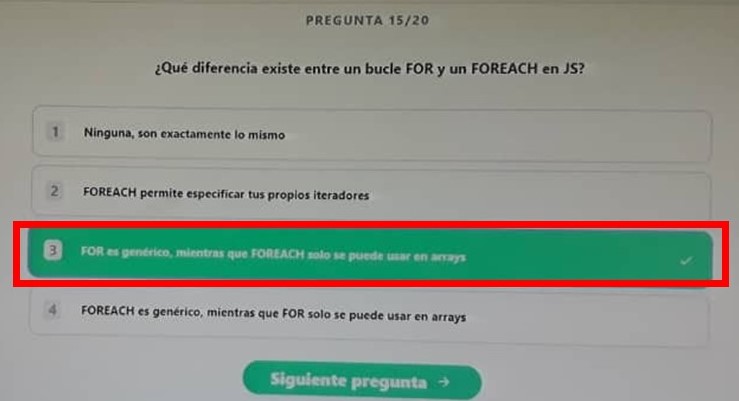 PREGUNTA 15/20
¿Qué diferencia existe entre un bucle FOR y un FOREACH en JS?
1 Ninguna, son exactamente lo mismo
2 FOREACH permite especificar tus propios iteradores
3 FOR es genérico, mientras que FOREACH solo se puede usar en arrays
4 FOREACH es genérico, mientras que FOR solo se puede usar en arrays
Siguiente pregunta →